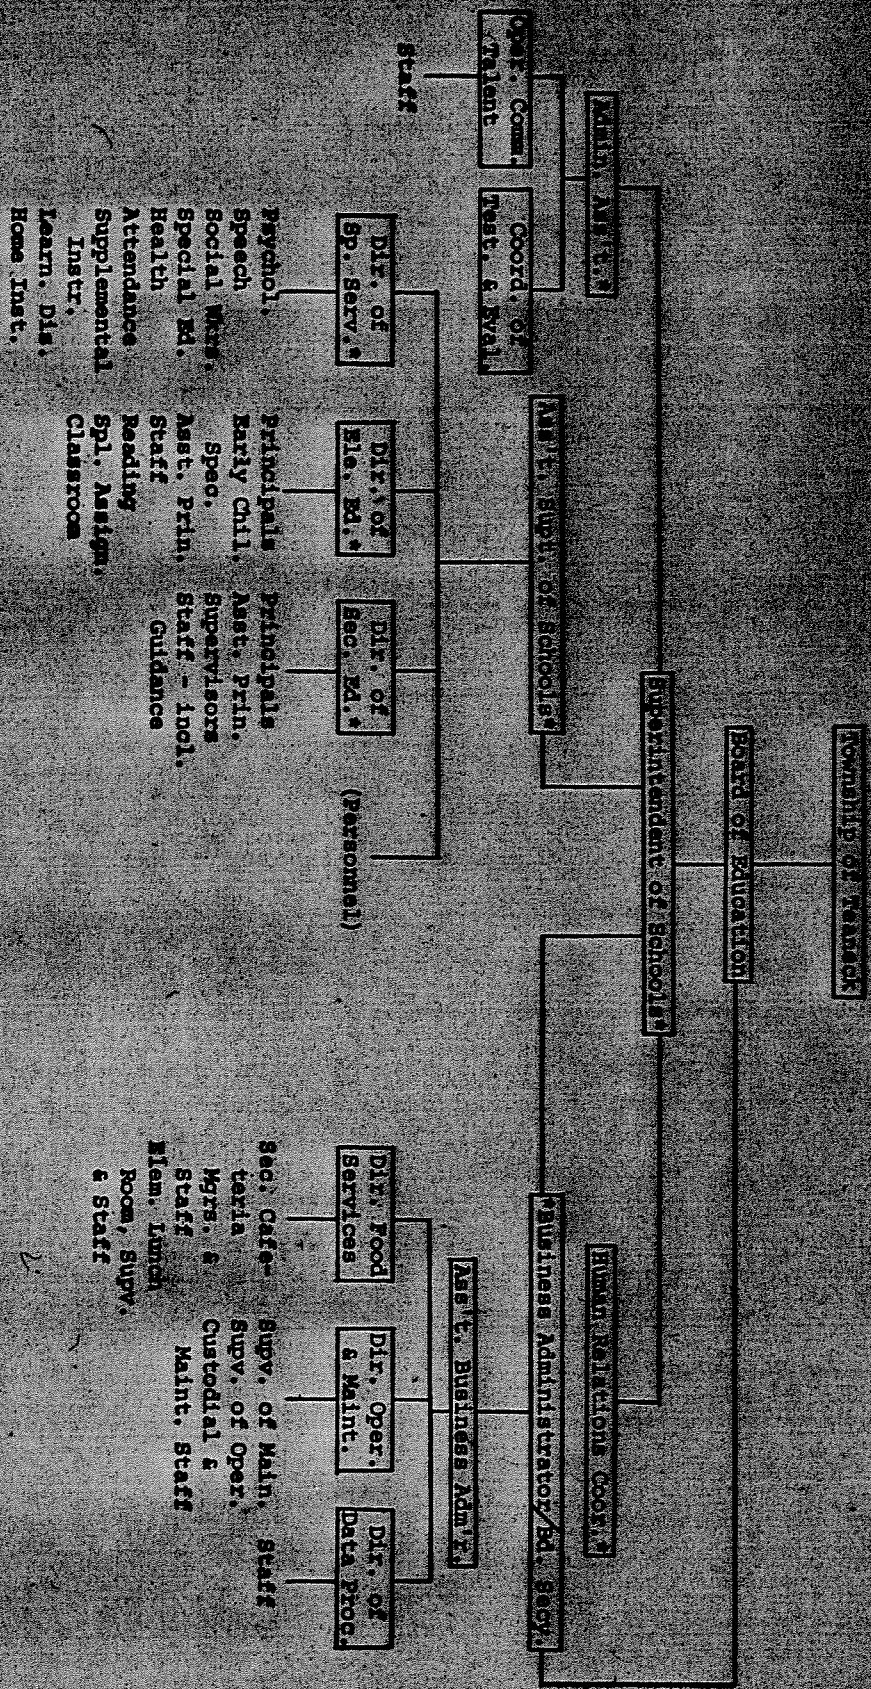 Township of Teaneck
Board of Education
Superintendent of Schools*
Admin. Ass't.*
Human Relations Coor.*
Oper. Comm.
Talent
Staff
Coord. of
Test. & Eval.
Ass't. Supt. of Schools*
*Business Administrator/Bd. Secy.
Ass't. Business Adm'r.
Dir. of
Sp. Serv.*
Psychol.
Speech
Social Wkrs.
Special Ed.
Health
Attendance
Supplemental
Instr.
Learn. Dis.
Home Inst.
Dir. of
Ele. Ed.*
Principals
Early Chil.
Spec.
Asst. Prin.
Staff
Reading
Spl. Assign.
Classroom
Dir. of
Sec. Ed.*
Principals
Asst. Prin.
Supervisors
Staff - incl.
Guidance
(Personnel)
Dir. Food
Services
Sec. Cafe-
teria
Mgrs. &
Staff
Elem. Lunch
Room, Supv.
& Staff
Dir. Oper.
& Maint.
Supv. of Main.
Supv. of Oper.
Custodial &
Maint. Staff
Dir. of
Data Proc.
Staff